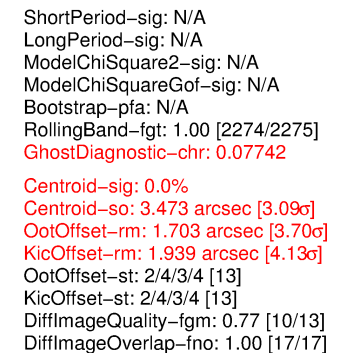 ShortPeriod−sig: N/A
LongPeriod−sig: N/A
ModelChiSquare2−sig: N/A
ModelChiSquareGof−sig: N/A
Bootstrap−pfa: N/A
RollingBand−fgt: 1.00 [2274/2275]
GhostDiagnostic−chr: 0.07742
Centroid−sig: 0.0%
Centroid−so: 3.473 arcsec [3.09σ]
OotOffset−rm: 1.703 arcsec [3.70σ]
KicOffset−rm: 1.939 arcsec [4.13σ]
OotOffset−st: 2/4/3/4 [13]
KicOffset−st: 2/4/3/4 [13]
DiffImageQuality−fgm: 0.77 [10/13]
DiffImageOverlap−fno: 1.00 [17/17]